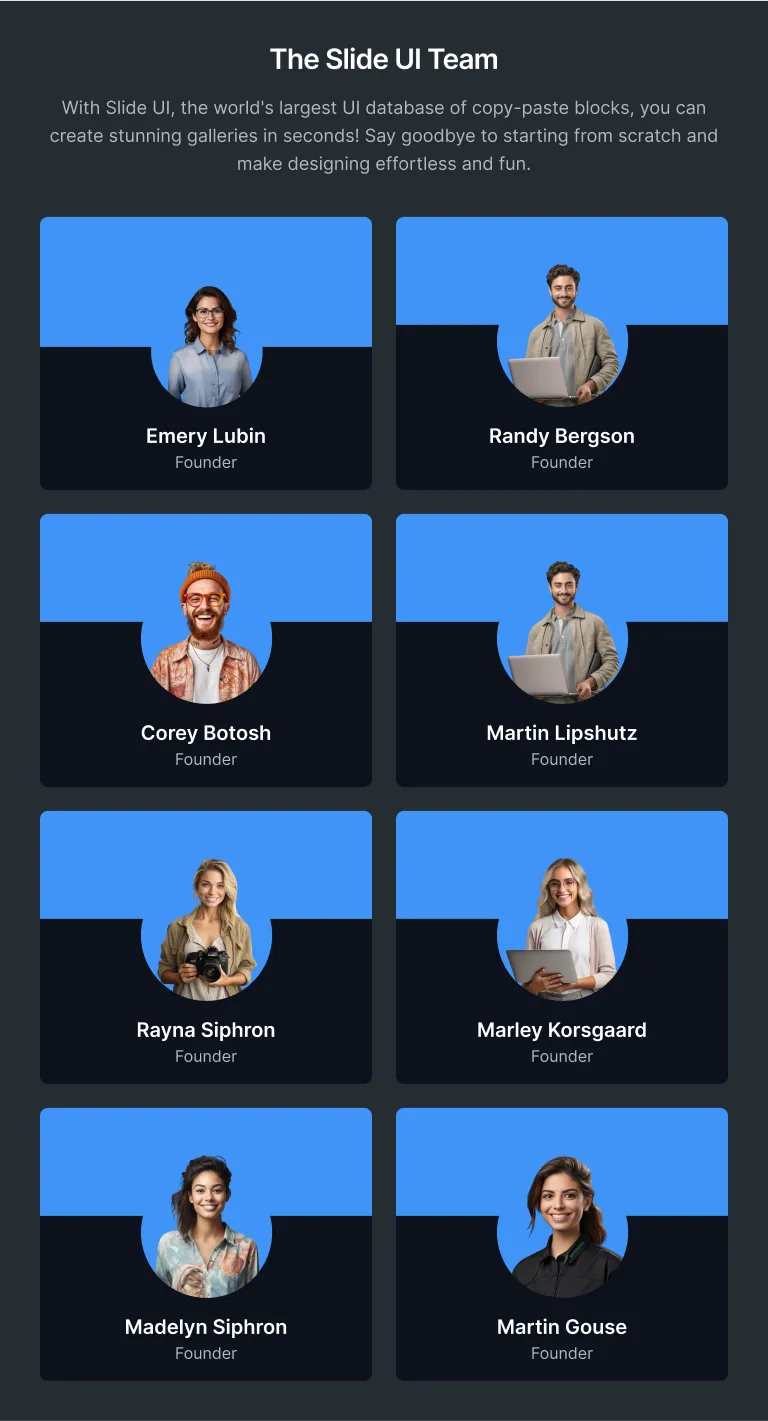 The Slide UI Team
With Slide UI, the world's largest UI database of copy-paste blocks, you can
create stunning galleries in seconds! Say goodbye to starting from scratch and
make designing effortless and fun.
Emery Lubin
Founder
Randy Bergson
Founder
Corey Botosh
Founder
Martin Lipshutz
Founder
Rayna Siphron
Founder
Marley Korsgaard
Founder
Madelyn Siphron
Founder
Martin Gouse
Founder